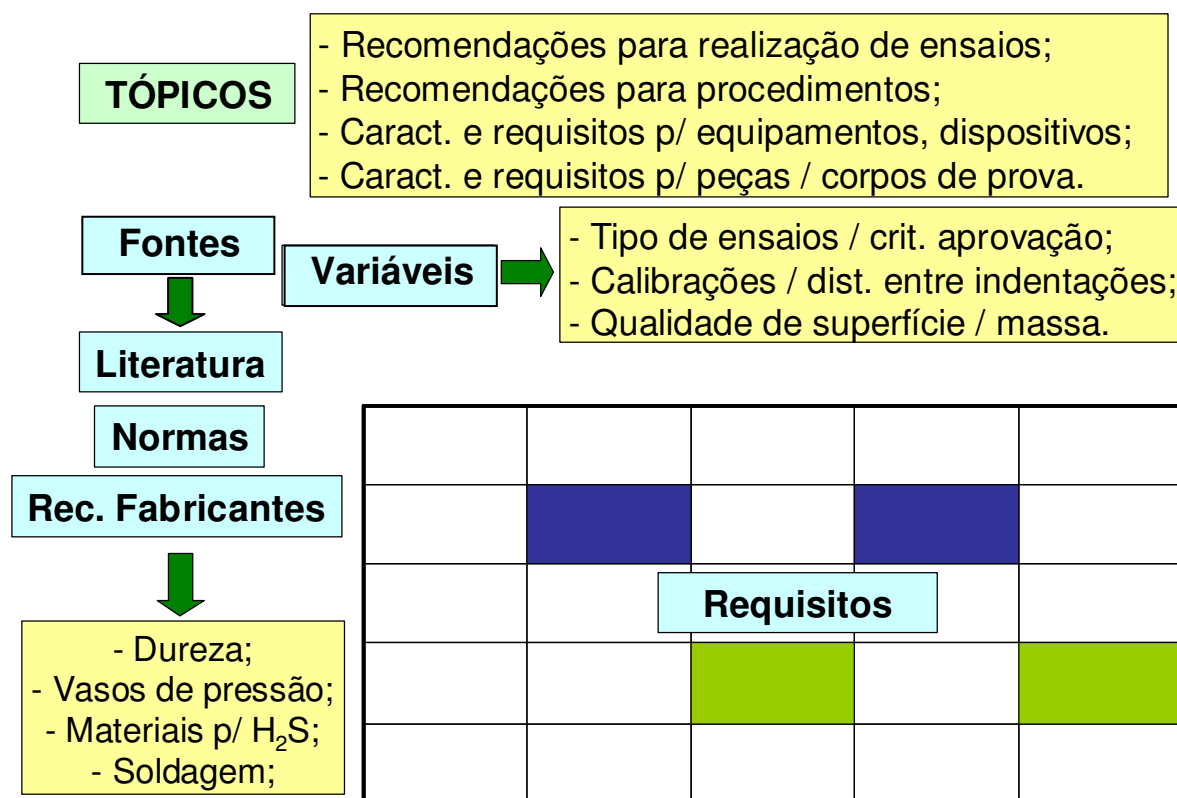 TÓPICOS
- Recomendações para realização de ensaios;
- Recomendações para procedimentos;
- Caract. e requisitos p/ equipamentos, dispositivos;
- Caract. e requisitos p/ peças / corpos de prova.
Fontes
Variáveis
- Tipo de ensaios / crit. aprovação;
- Calibrações / dist. entre indentações;
- Qualidade de superfície / massa.
Literatura
Normas
Rec. Fabricantes
Requisitos
- Dureza;
- Vasos de pressão;
- Materiais p/ H₂S;
- Soldagem;